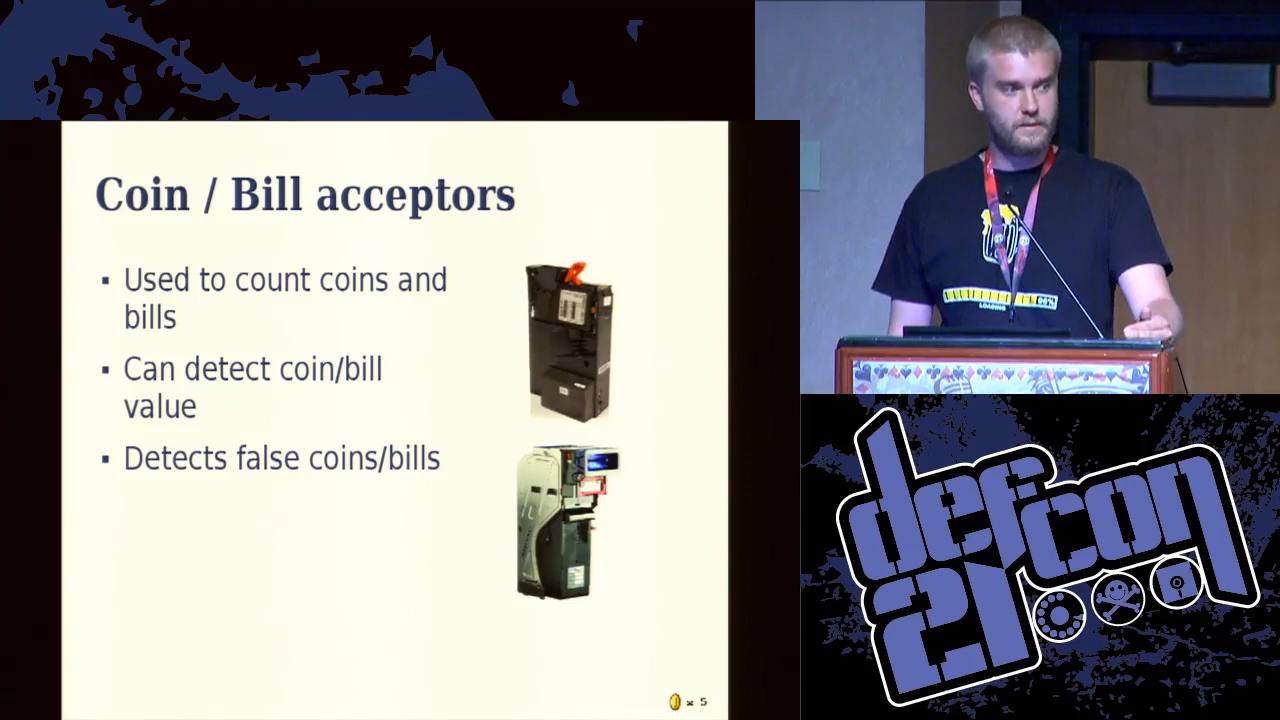 Coin / Bill acceptors
▪ Used to count coins and
bills
▪ Can detect coin/bill
value
▪ Detects false coins/bills
x 5
LOADING
defcon
21